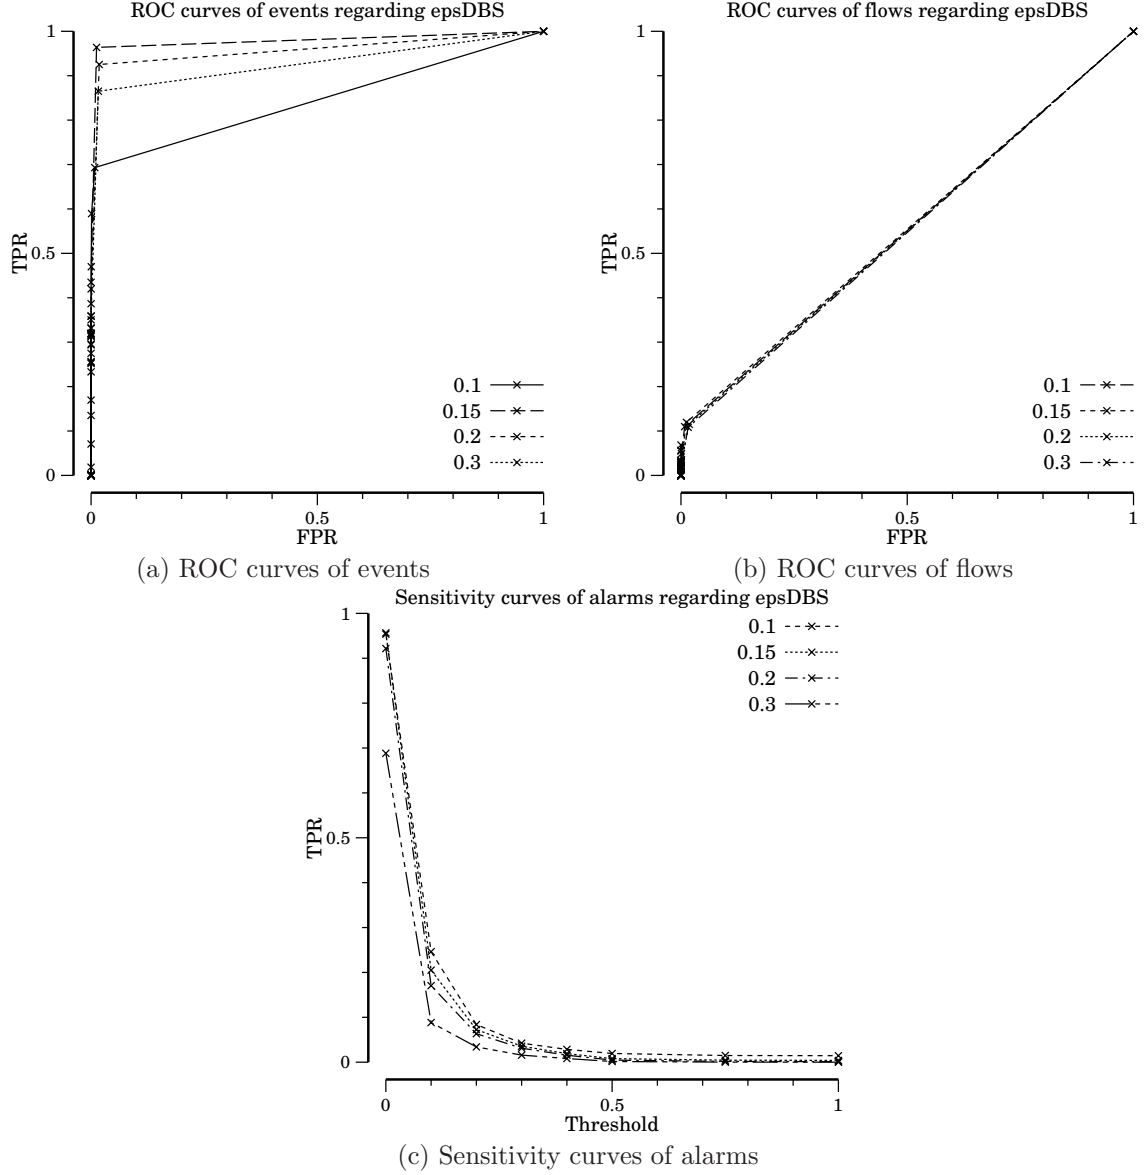 ROC curves of events regarding epsDBS
1
0.5
0
TPR
0.1
0.15
0.2
0.3
0
0.5
1
FPR
(a) ROC curves of events
ROC curves of flows regarding epsDBS
1
0.5
0
TPR
0.1
0.15
0.2
0.3
0
0.5
1
FPR
(b) ROC curves of flows
Sensitivity curves of alarms regarding epsDBS
1
0.5
0
TPR
0.1
0.15
0.2
0.3
0
0.5
1
Threshold
(c) Sensitivity curves of alarms